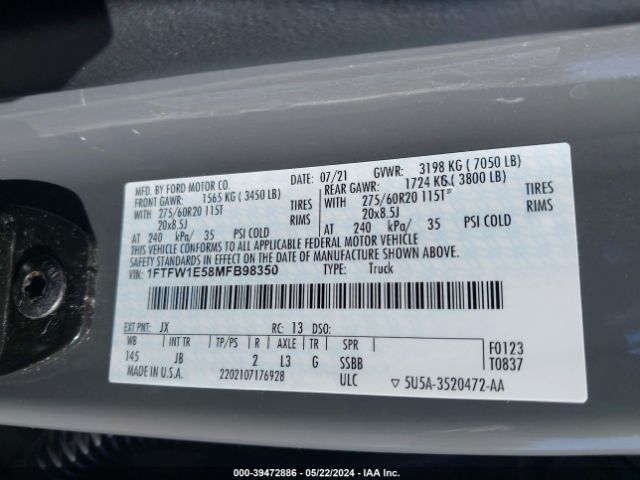 MFD. BY FORD MOTOR CO. 07/21 GVWR: 3198 KG ( 7050 LB)
FRONT GAWR: 1565 KG ( 3450 LB) REAR GAWR: 1724 KG ( 3800 LB)
WITH 275/60R20 115T TIRES WITH 275/60R20 115T TIRES
20x8.5J RIMS 20x8.5J RIMS
AT 240 kPa/ 35 PSI COLD AT 240 kPa/ 35 PSI COLD
THIS VEHICLE CONFORMS TO ALL APPLICABLE FEDERAL MOTOR VEHICLE
SAFETY STANDARDS IN EFFECT ON THE DATE OF MANUFACTURE SHOWN ABOVE.
VIN: 1FTFW1E58MFB98350 TYPE: Truck
EXT PNT: JX RC: 13 DSO:
WB INT TR TP/PS R AXLE TR SPR F0123
145 JB 2 L3 G SSBB T0837
MADE IN U.S.A. 2202107176928 ULC ▽ 5U5A-3520472-AA
000-39472886 - 05/22/2024 - IAA Inc.